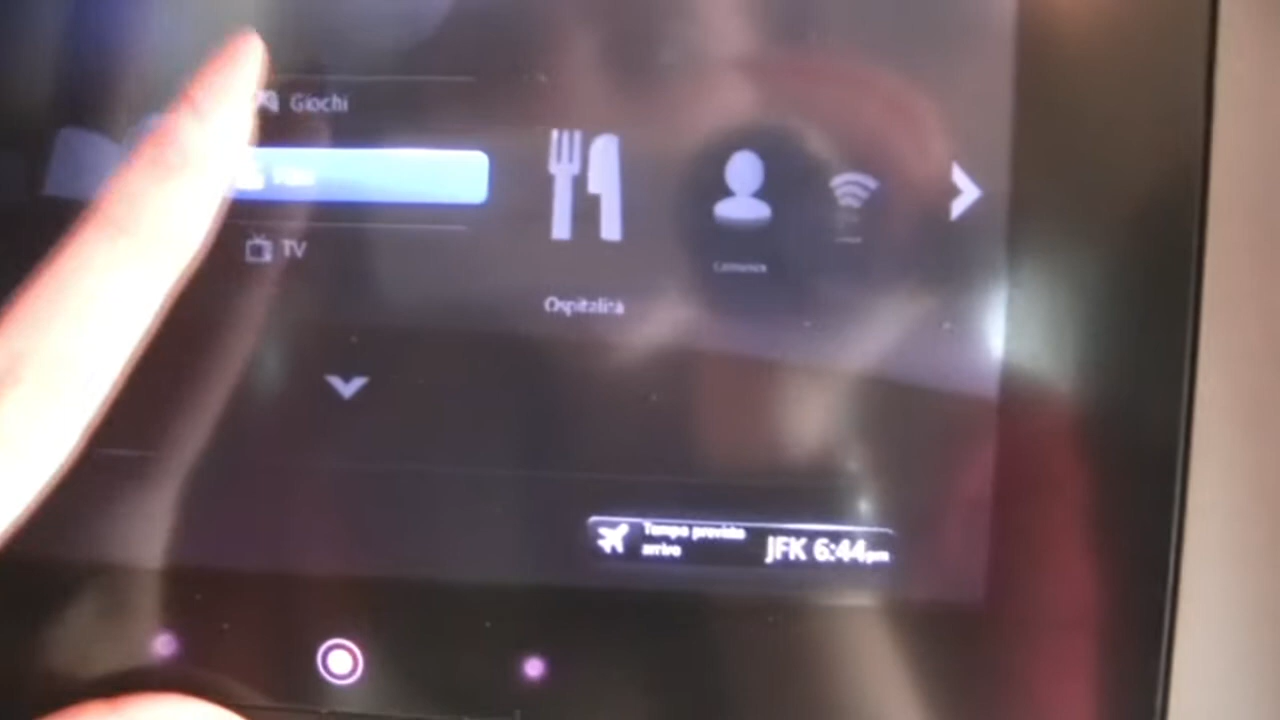 Giochi
TV
Ospitalità
Tempo previsto
arrivo
JFK 6:44pm